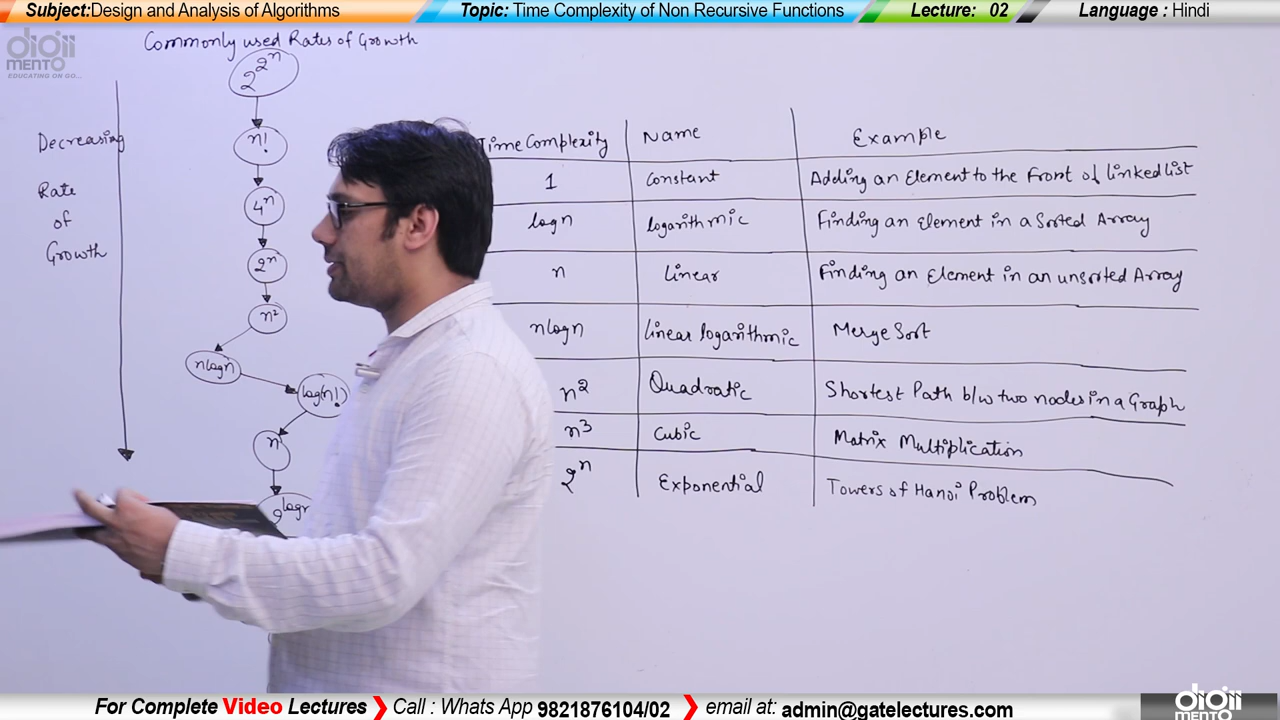 Subject:Design and Analysis of Algorithms
Topic: Time Complexity of Non Recursive Functions
Lecture: 02
Language : Hindi
digiimento
EDUCATING ON GO...
Commonly used Rates of Growth
2^2^n
n!
4^n
2^n
n²
nlogn
log(n!)
n
Decreasing
Rate
of
Growth
Time Complexity Name Example
1 Constant Adding an Element to the Front of linked list
logn logarithmic Finding an Element in a Sorted Array
n linear Finding an Element in an unsorted Array
nlogn linear logarithmic Merge Sort
n² Quadratic Shortest Path b/w two nodes in a Graph
n³ Cubic Matrix Multiplication
2^n Exponential Towers of Hanoi Problem
For Complete Video Lectures
Call : Whats App 9821876104/02
email at: admin@gatelectures.com